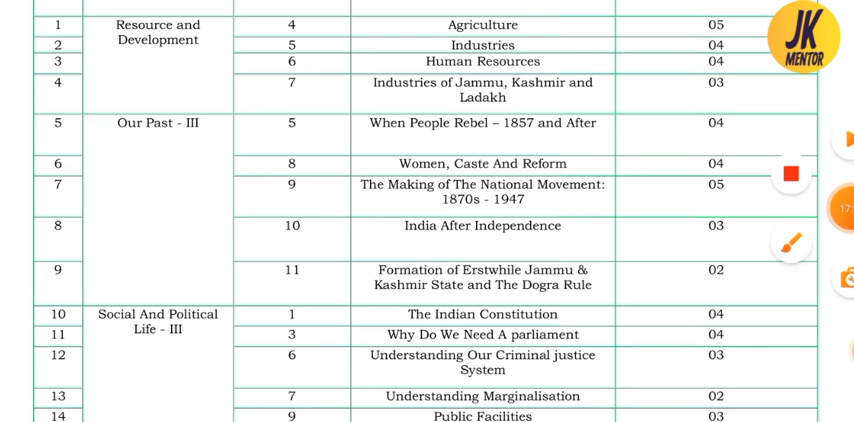 1 Resource and 4 Agriculture 05
Development
2 5 Industries 04
3 6 Human Resources 04
4 7 Industries of Jammu, Kashmir and 03
Ladakh
5 Our Past - III 5 When People Rebel – 1857 and After 04
6 8 Women, Caste And Reform 04
7 9 The Making of The National Movement: 05
1870s - 1947
8 10 India After Independence 03
9 11 Formation of Erstwhile Jammu & 02
Kashmir State and The Dogra Rule
10 Social And Political 1 The Indian Constitution 04
Life - III
11 3 Why Do We Need A parliament 04
12 6 Understanding Our Criminal justice 03
System
13 7 Understanding Marginalisation 02
14 9 Public Facilities 03
JK
MENTOR
17: